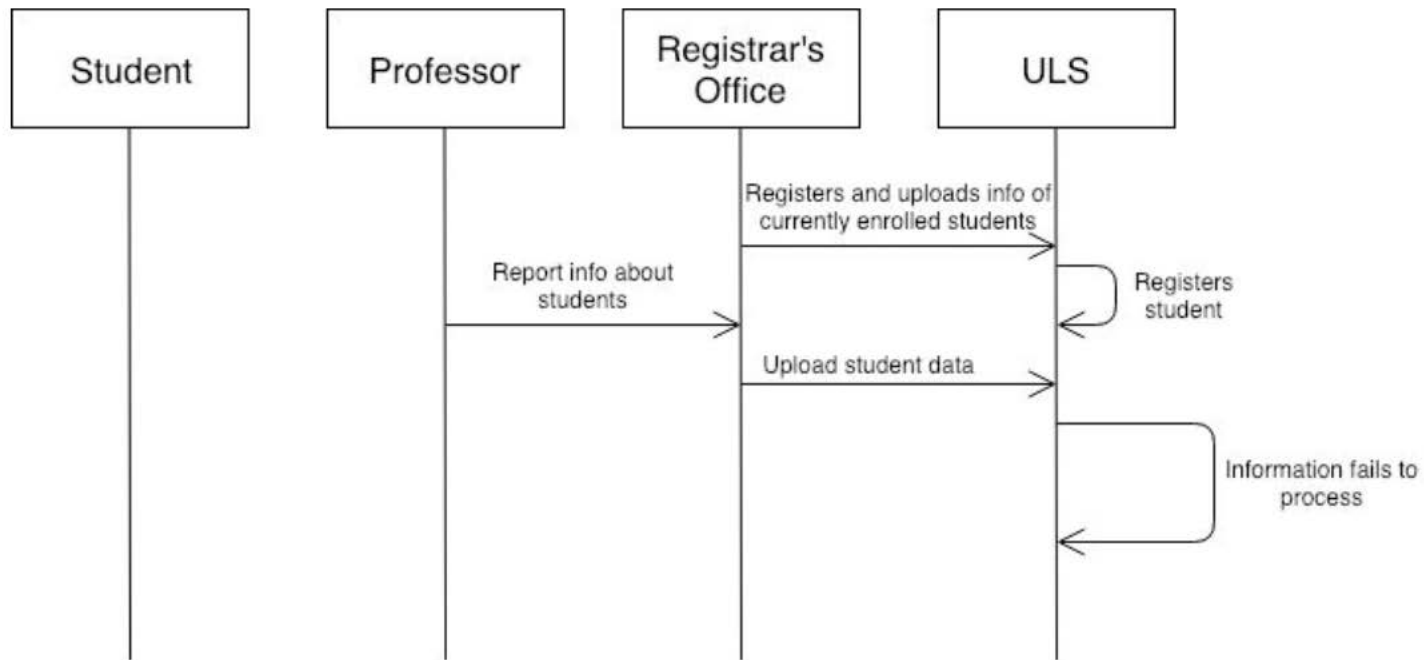 Student
Professor
Registrar's
Office
ULS
Registers and uploads info of
currently enrolled students
Report info about
students
Registers
student
Upload student data
Information fails to
process